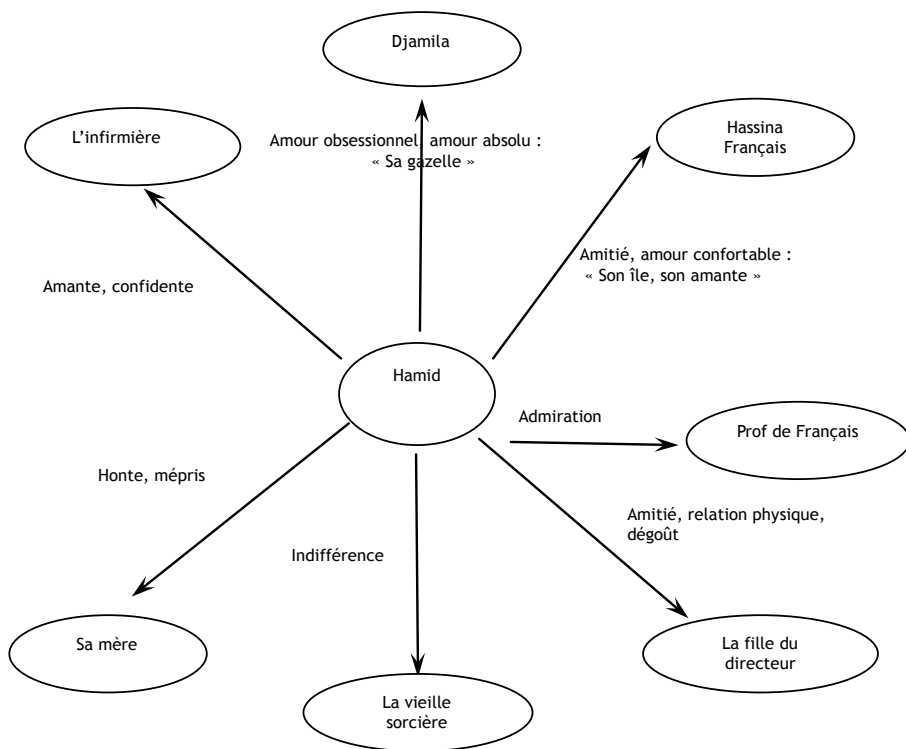 Djamila
L'infirmière
Hassina
Français
Amour obsessionnel, amour absolu :
« Sa gazelle »
Amitié, amour confortable :
« Son île, son amante »
Amante, confidente
Hamid
Admiration
Prof de Français
Honte, mépris
Amitié, relation physique,
dégoût
Indifférence
Sa mère
La fille du
directeur
La vieille
sorcière